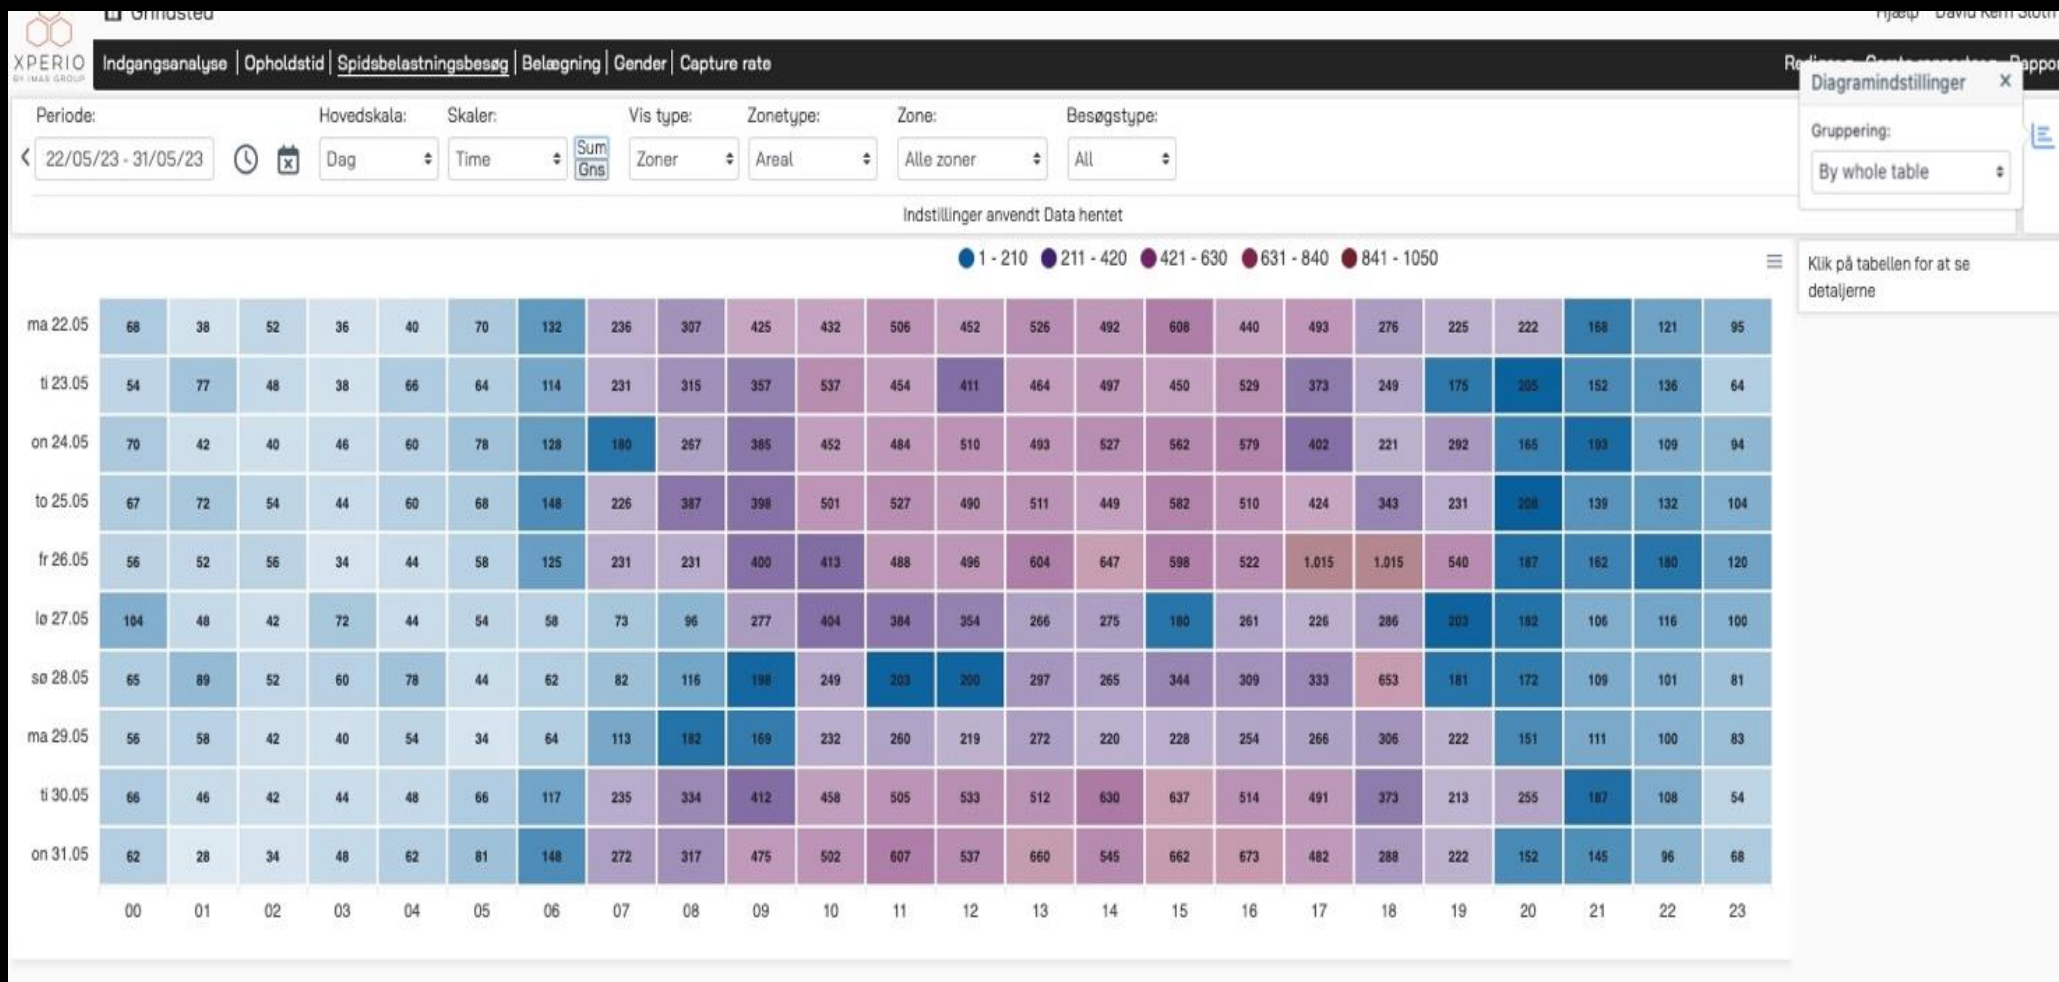 Grindsted
Hjælp David Kern Sloth
XPERIO
BY IMAS GROUP
Indgangsanalyse | Opholdstid | Spidsbelastningsbesøg | Belægning | Gender | Capture rate
Diagramindstillinger ×
Periode: Hovedskala: Skaler: Vis type: Zonetype: Zone: Besøgstype:
Gruppering:
22/05/23 - 31/05/23 Dag Time Sum Gns Zoner Areal Alle zoner All
By whole table
Indstillinger anvendt Data hentet
1 - 210 211 - 420 421 - 630 631 - 840 841 - 1050
Klik på tabellen for at se
detaljerne
ma 22.05 68 38 52 36 40 70 132 236 307 425 432 506 452 526 492 608 440 493 276 225 222 168 121 95
ti 23.05 54 77 48 38 66 64 114 231 315 357 537 454 411 464 497 450 529 373 249 175 205 152 136 64
on 24.05 70 42 40 46 60 78 128 180 267 385 452 484 510 493 527 562 579 402 221 292 165 193 109 94
to 25.05 67 72 54 44 60 68 148 226 387 398 501 527 490 511 449 582 510 424 343 231 208 139 132 104
fr 26.05 56 52 56 34 44 58 125 231 231 400 413 488 496 604 647 598 522 1.015 1.015 540 187 162 180 120
lø 27.05 104 48 42 72 44 54 58 73 96 277 404 384 354 266 275 180 261 226 286 203 182 106 116 100
sø 28.05 65 89 52 60 78 44 62 82 116 198 249 203 200 297 265 344 309 333 653 181 172 109 101 81
ma 29.05 56 58 42 40 54 34 64 113 182 169 232 260 219 272 220 228 254 266 306 222 151 111 100 83
ti 30.05 66 46 42 44 48 66 117 235 334 412 458 505 533 512 630 637 514 491 373 213 255 187 108 54
on 31.05 62 28 34 48 62 81 148 272 317 475 502 607 537 660 545 662 673 482 288 222 152 145 96 68
00 01 02 03 04 05 06 07 08 09 10 11 12 13 14 15 16 17 18 19 20 21 22 23